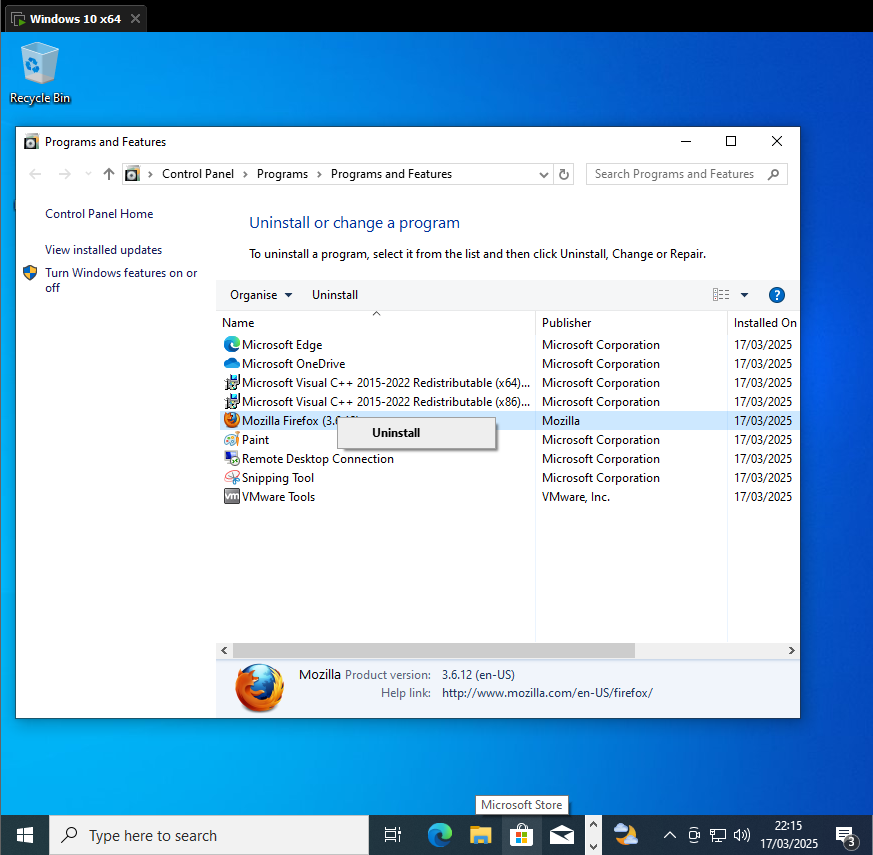 Windows 10 x64
Recycle Bin
Programs and Features
Control Panel
Programs
Programs and Features
Search Programs and Features
Control Panel Home
View installed updates
Turn Windows features on or
off
Uninstall or change a program
To uninstall a program, select it from the list and then click Uninstall, Change or Repair.
Organise
Uninstall
?
Name Publisher Installed On
Microsoft Edge Microsoft Corporation 17/03/2025
Microsoft OneDrive Microsoft Corporation 17/03/2025
Microsoft Visual C++ 2015-2022 Redistributable (x64)... Microsoft Corporation 17/03/2025
Microsoft Visual C++ 2015-2022 Redistributable (x86)... Microsoft Corporation 17/03/2025
Mozilla Firefox Mozilla 17/03/2025
Uninstall
Paint Microsoft Corporation 17/03/2025
Remote Desktop Connection Microsoft Corporation 17/03/2025
Snipping Tool Microsoft Corporation 17/03/2025
vm VMware Tools VMware, Inc. 17/03/2025
Mozilla Product version: 3.6.12 (en-US)
Help link: http://www.mozilla.com/en-US/firefox/
Microsoft Store
Type here to search
22:15
17/03/2025
3